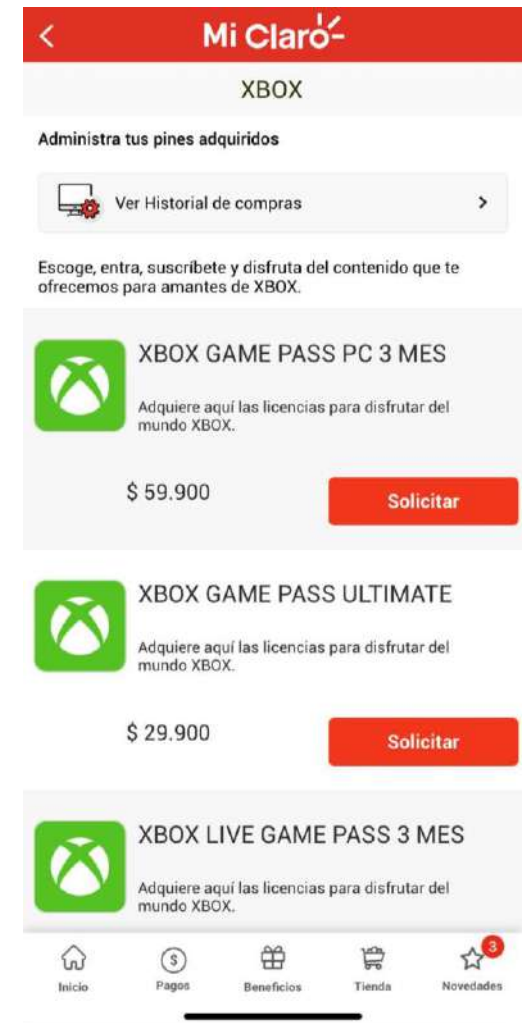 Mi Claro
XBOX
Administra tus pines adquiridos
Ver Historial de compras
Escoge, entra, suscríbete y disfruta del contenido que te
ofrecemos para amantes de XBOX.
XBOX GAME PASS PC 3 MES
Adquiere aquí las licencias para disfrutar del
mundo XBOX.
$ 59.900
Solicitar
XBOX GAME PASS ULTIMATE
Adquiere aquí las licencias para disfrutar del
mundo XBOX.
$ 29.900
Solicitar
XBOX LIVE GAME PASS 3 MES
Adquiere aquí las licencias para disfrutar del
mundo XBOX.
3
Inicio Pagos Beneficios Tienda Novedades